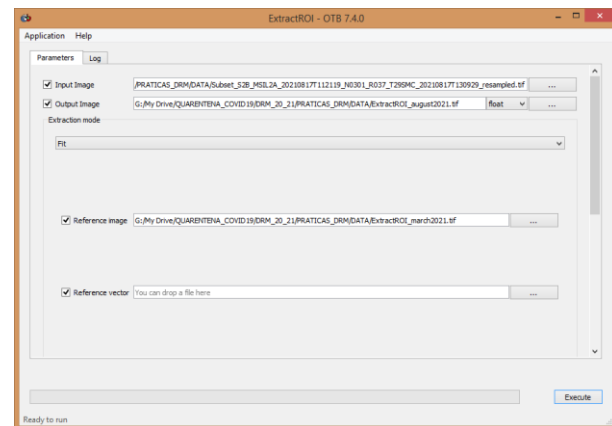 ExtractROI - OTB 7.4.0
Application Help
Parameters Log
Input Image /PRATICAS_DRM/DATA/Subset_S2B_MSIL2A_20210817T112119_N0301_R037_T29SMC_20210817T130929_resampled.tif ...
Output Image G:/My Drive/QUARENTENA_COVID19/DRM_20_21/PRATICAS_DRM/DATA/ExtractROI_august2021.tif float ...
Extraction mode
Fit
Reference image G:/My Drive/QUARENTENA_COVID19/DRM_20_21/PRATICAS_DRM/DATA/ExtractROI_march2021.tif ...
Reference vector You can drop a file here ...
Execute
Ready to run